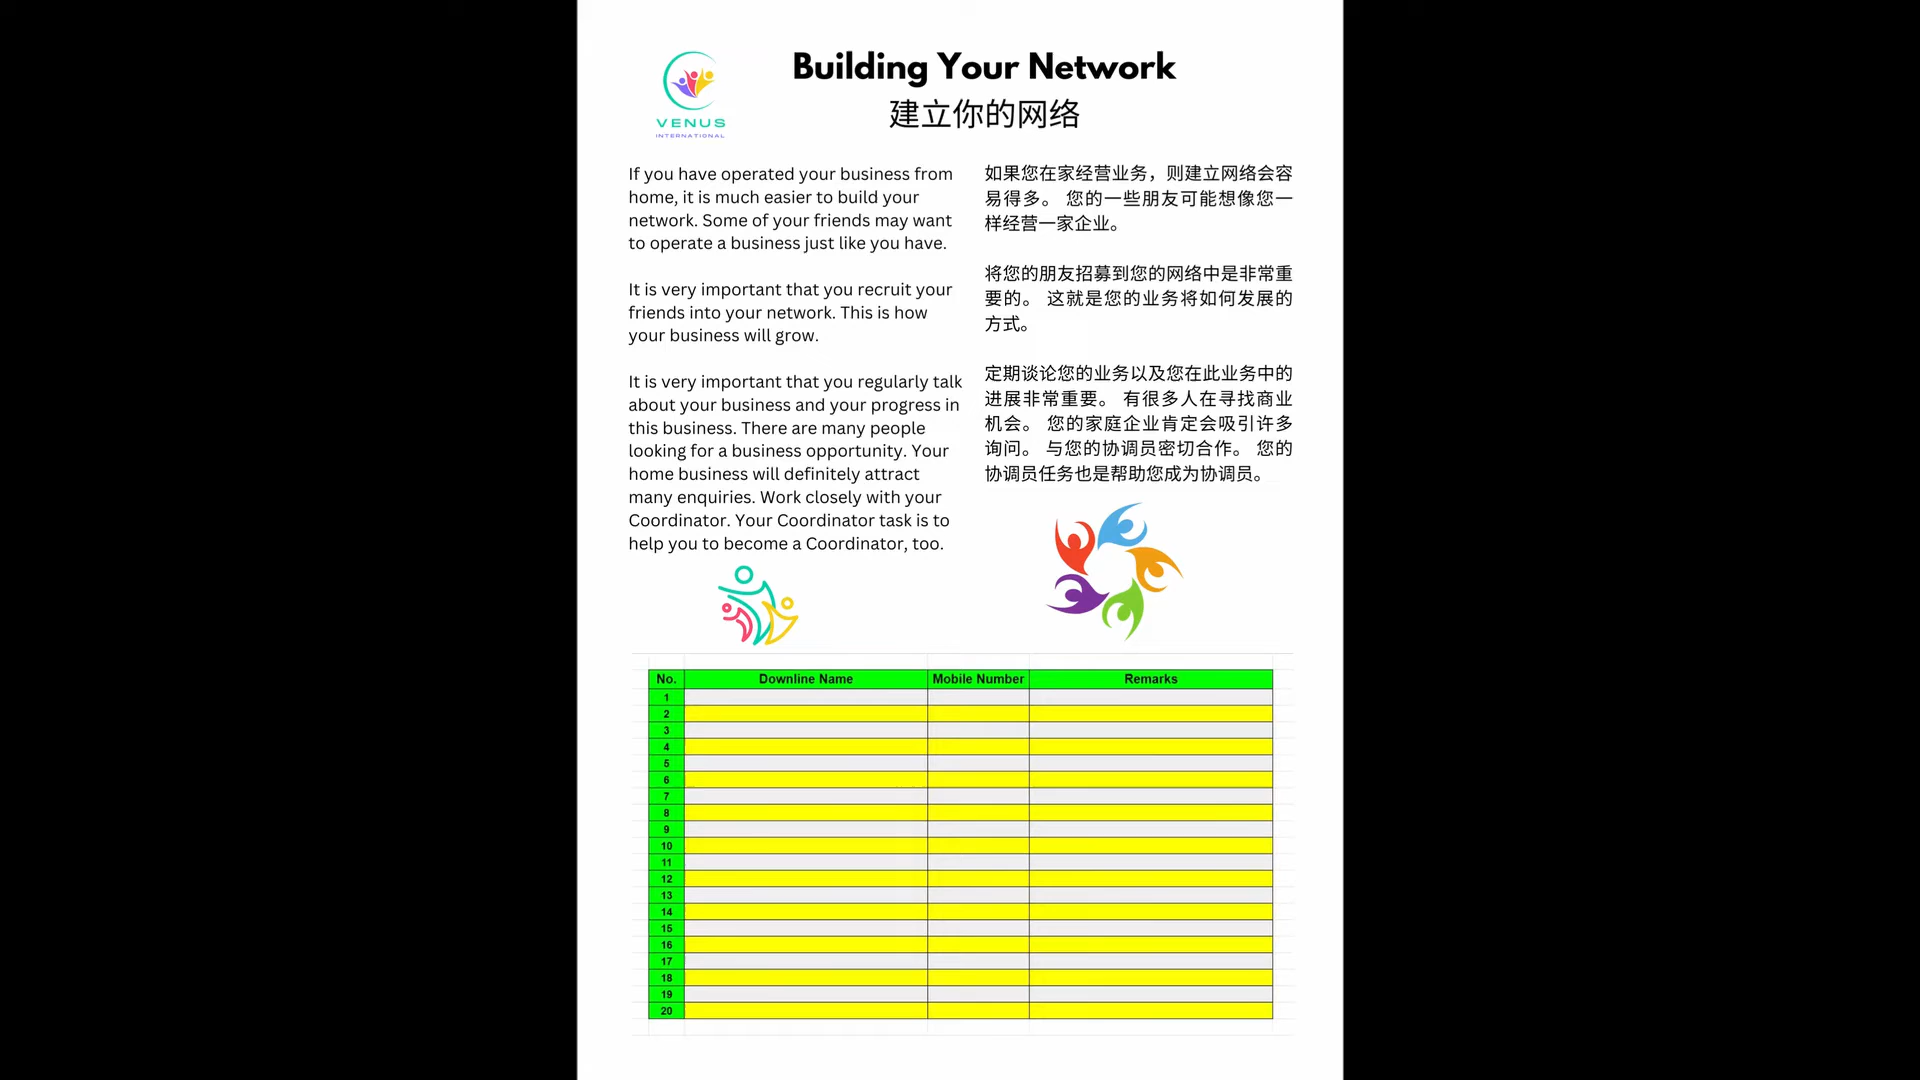 VENUS
INTERNATIONAL
Building Your Network
建立你的网络
If you have operated your business from
home, it is much easier to build your
network. Some of your friends may want
to operate a business just like you have.
It is very important that you recruit your
friends into your network. This is how
your business will grow.
It is very important that you regularly talk
about your business and your progress in
this business. There are many people
looking for a business opportunity. Your
home business will definitely attract
many enquiries. Work closely with your
Coordinator. Your Coordinator task is to
help you to become a Coordinator, too.
如果您在家经营业务，则建立网络会容
易得多。 您的一些朋友可能想像您一
样经营一家企业。
将您的朋友招募到您的网络中是非常重
要的。 这就是您的业务将如何发展的
方式。
定期谈论您的业务以及您在此业务中的
进展非常重要。 有很多人在寻找商业
机会。 您的家庭企业肯定会吸引许多
询问。 与您的协调员密切合作。 您的
协调员任务也是帮助您成为协调员。
No. Downline Name Mobile Number Remarks
1
2
3
4
5
6
7
8
9
10
11
12
13
14
15
16
17
18
19
20